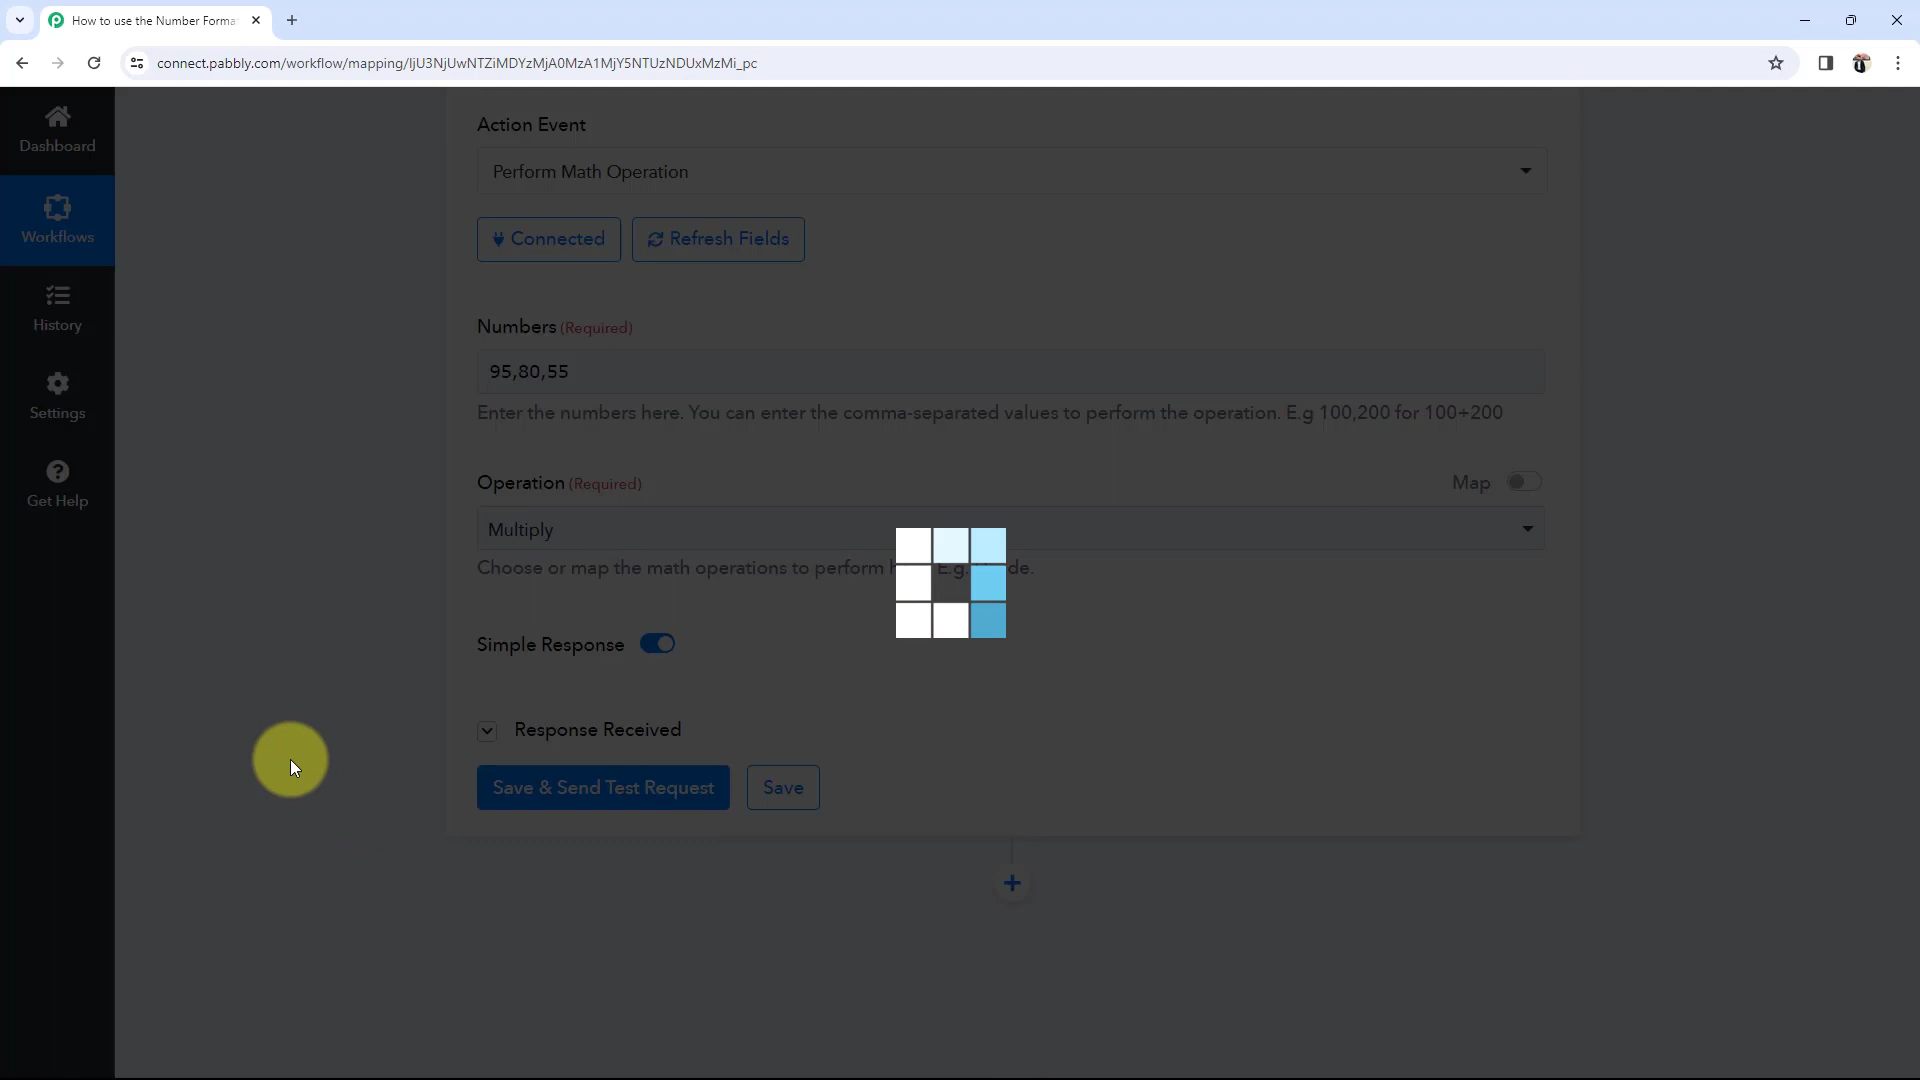 How to use the Number Forma
connect.pabbly.com/workflow/mapping/IjU3NjUwNTZiMDYzMjA0MzA1MjY5NTUzNDUxMzMi_pc
Dashboard
Workflows
History
Settings
Get Help
Action Event
Perform Math Operation
Connected
Refresh Fields
Numbers (Required)
95,80,55
Enter the numbers here. You can enter the comma-separated values to perform the operation. E.g 100,200 for 100+200
Operation (Required)
Map
Multiply
Choose or map the math operations to perform h E.g. de.
Simple Response
Response Received
Save & Send Test Request
Save